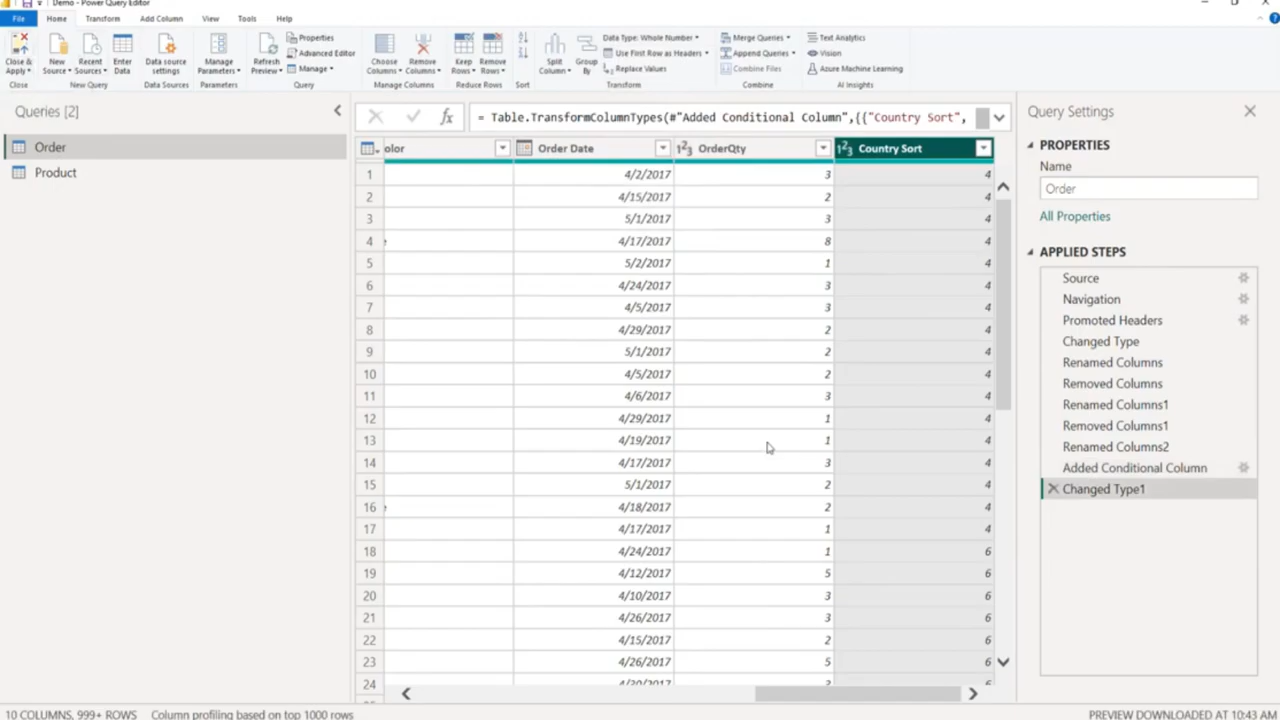 Demo - Power Query Editor
File Home Transform Add Column View Tools Help
Close & Apply New Source Recent Sources Enter Data Data source settings Manage Parameters Refresh Preview Properties Advanced Editor Manage Choose Columns Remove Columns Keep Rows Remove Rows Split Column Group By Data Type: Whole Number Use First Row as Headers Replace Values Merge Queries Append Queries Combine Files Text Analytics Vision Azure Machine Learning
Close New Query Data Sources Parameters Query Manage Columns Reduce Rows Sort Transform Combine AI Insights
Queries [2]
Order
Product
fx = Table.TransformColumnTypes(#"Added Conditional Column",{{"Country Sort",
olor Order Date 123 OrderQty 123 Country Sort
1 4/2/2017 3 4
2 4/15/2017 2 4
3 5/1/2017 3 4
4 4/17/2017 8 4
5 5/2/2017 1 4
6 4/24/2017 3 4
7 4/5/2017 3 4
8 4/29/2017 2 4
9 5/1/2017 2 4
10 4/5/2017 2 4
11 4/6/2017 3 4
12 4/29/2017 1 4
13 4/19/2017 1 4
14 4/17/2017 3 4
15 5/1/2017 2 4
16 4/18/2017 2 4
17 4/17/2017 1 4
18 4/24/2017 1 6
19 4/12/2017 5 6
20 4/10/2017 3 6
21 4/26/2017 3 6
22 4/15/2017 2 6
23 4/26/2017 5 6
24
Query Settings
PROPERTIES
Name
Order
All Properties
APPLIED STEPS
Source
Navigation
Promoted Headers
Changed Type
Renamed Columns
Removed Columns
Renamed Columns1
Removed Columns1
Renamed Columns2
Added Conditional Column
Changed Type1
10 COLUMNS, 999+ ROWS Column profiling based on top 1000 rows
PREVIEW DOWNLOADED AT 10:43 AM